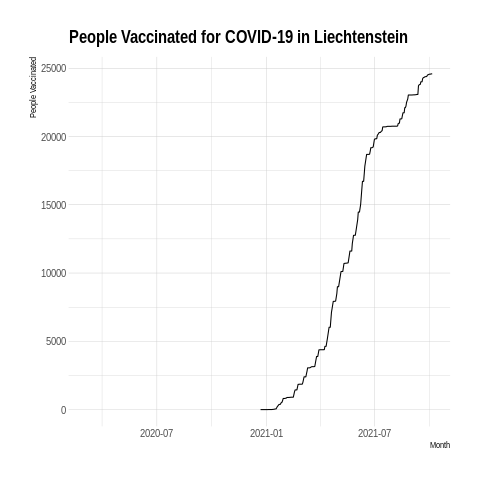 People Vaccinated for COVID-19 in Liechtenstein
People Vaccinated
25000
20000
15000
10000
5000
0
2020-07 2021-01 2021-07
Month